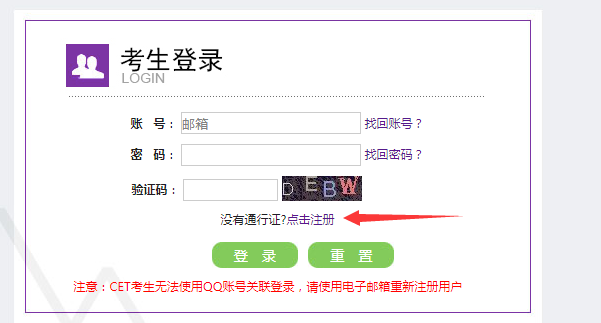 考生登录
LOGIN
账 号： 邮箱 找回账号？
密 码： 找回密码？
验证码： DEBW
没有通行证?点击注册
登 录 重 置
注意：CET考生无法使用QQ账号关联登录，请使用电子邮箱重新注册用户